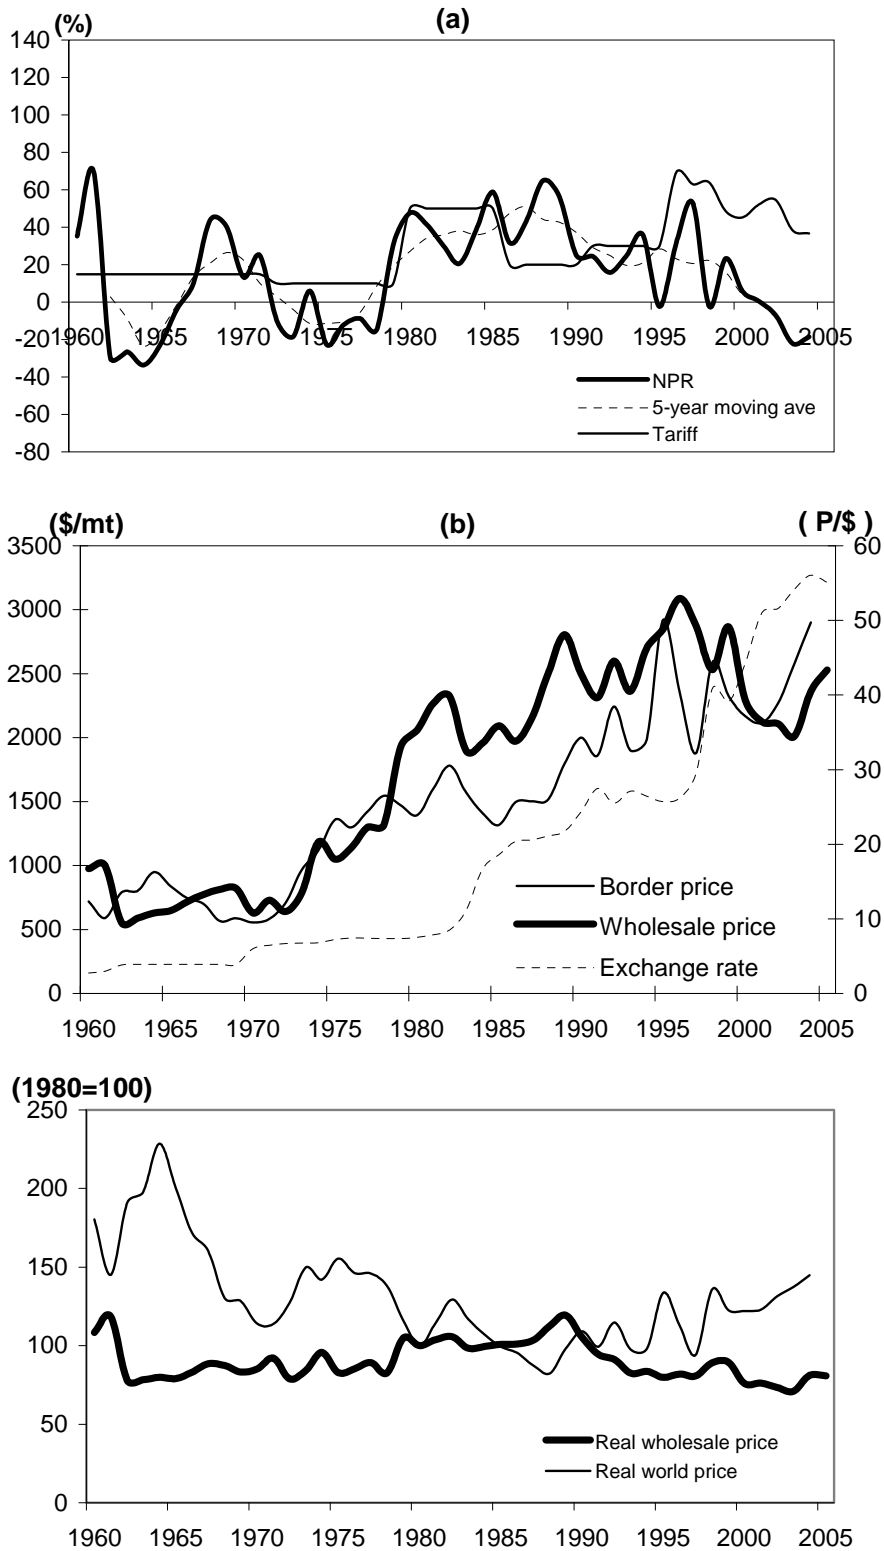 (%) (a)
140
120
100
80
60
40
20
0
-20
-40
-60
-80
1960 1965 1970 1975 1980 1985 1990 1995 2000 2005
NPR
5-year moving ave
Tariff
($/mt) (b) ( P/$ )
3500 60
3000 50
2500 40
2000 30
1500 20
1000 10
500 0
0
Border price
Wholesale price
Exchange rate
1960 1965 1970 1975 1980 1985 1990 1995 2000 2005
(1980=100)
250
200
150
100
50
0
Real wholesale price
Real world price
1960 1965 1970 1975 1980 1985 1990 1995 2000 2005